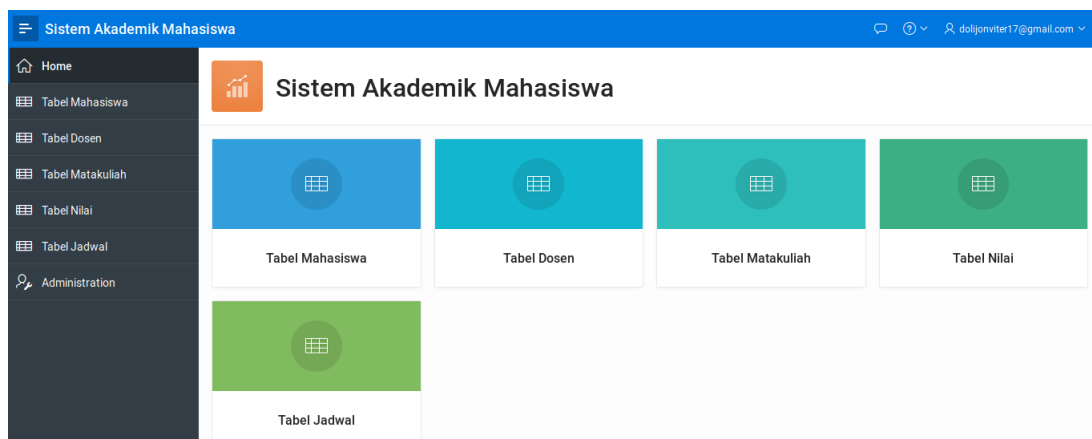 Sistem Akademik Mahasiswa
dolijonviter17@gmail.com
Home
Tabel Mahasiswa
Tabel Dosen
Tabel Matakuliah
Tabel Nilai
Tabel Jadwal
Administration
Sistem Akademik Mahasiswa
Tabel Mahasiswa
Tabel Dosen
Tabel Matakuliah
Tabel Nilai
Tabel Jadwal